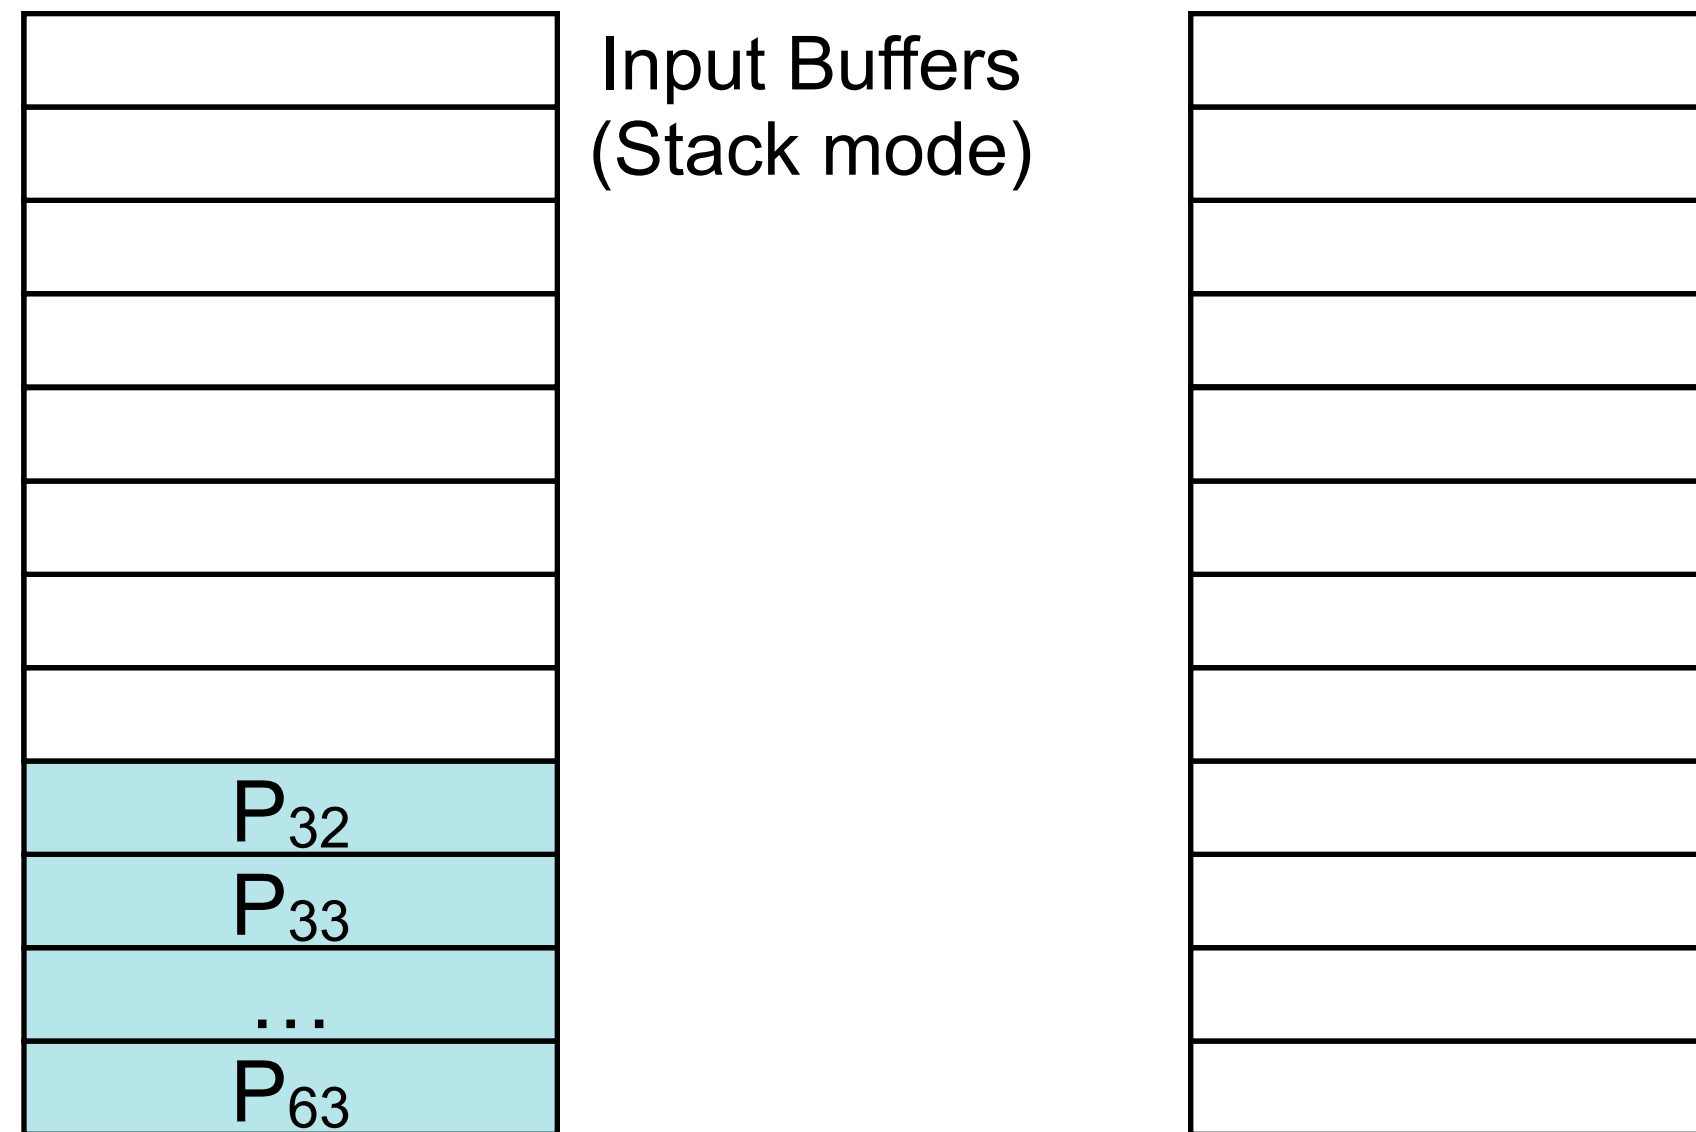 Input Buffers
(Stack mode)
P32
P33
…
P63